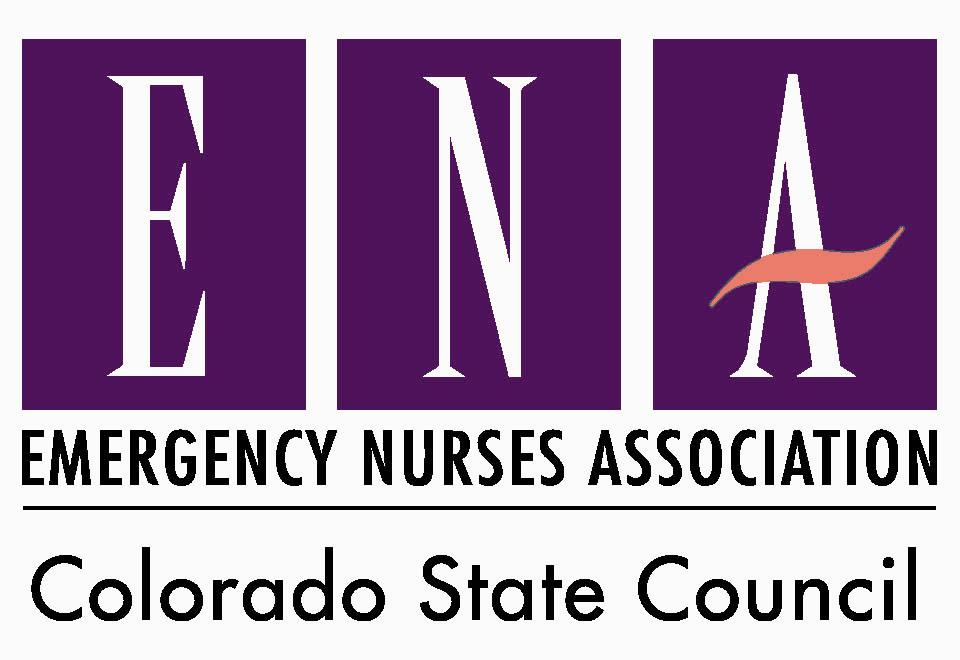 ENA
EMERGENCY NURSES ASSOCIATION
Colorado State Council